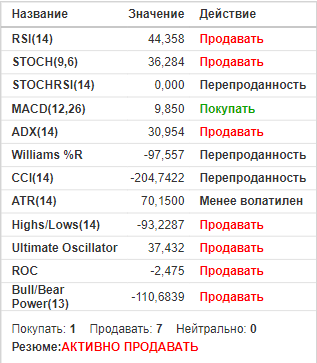 Название Значение Действие
RSI(14) 44,358 Продавать
STOCH(9,6) 36,284 Продавать
STOCHRSI(14) 0,000 Перепроданность
MACD(12,26) 9,850 Покупать
ADX(14) 30,954 Продавать
Williams %R -97,557 Перепроданность
CCI(14) -204,7422 Перепроданность
ATR(14) 70,1500 Менее волатилен
Highs/Lows(14) -93,2287 Продавать
Ultimate Oscillator 37,432 Продавать
ROC -2,475 Продавать
Bull/Bear
Power(13) -110,6839 Продавать
Покупать: 1 Продавать: 7 Нейтрально: 0
Резюме:АКТИВНО ПРОДАВАТЬ